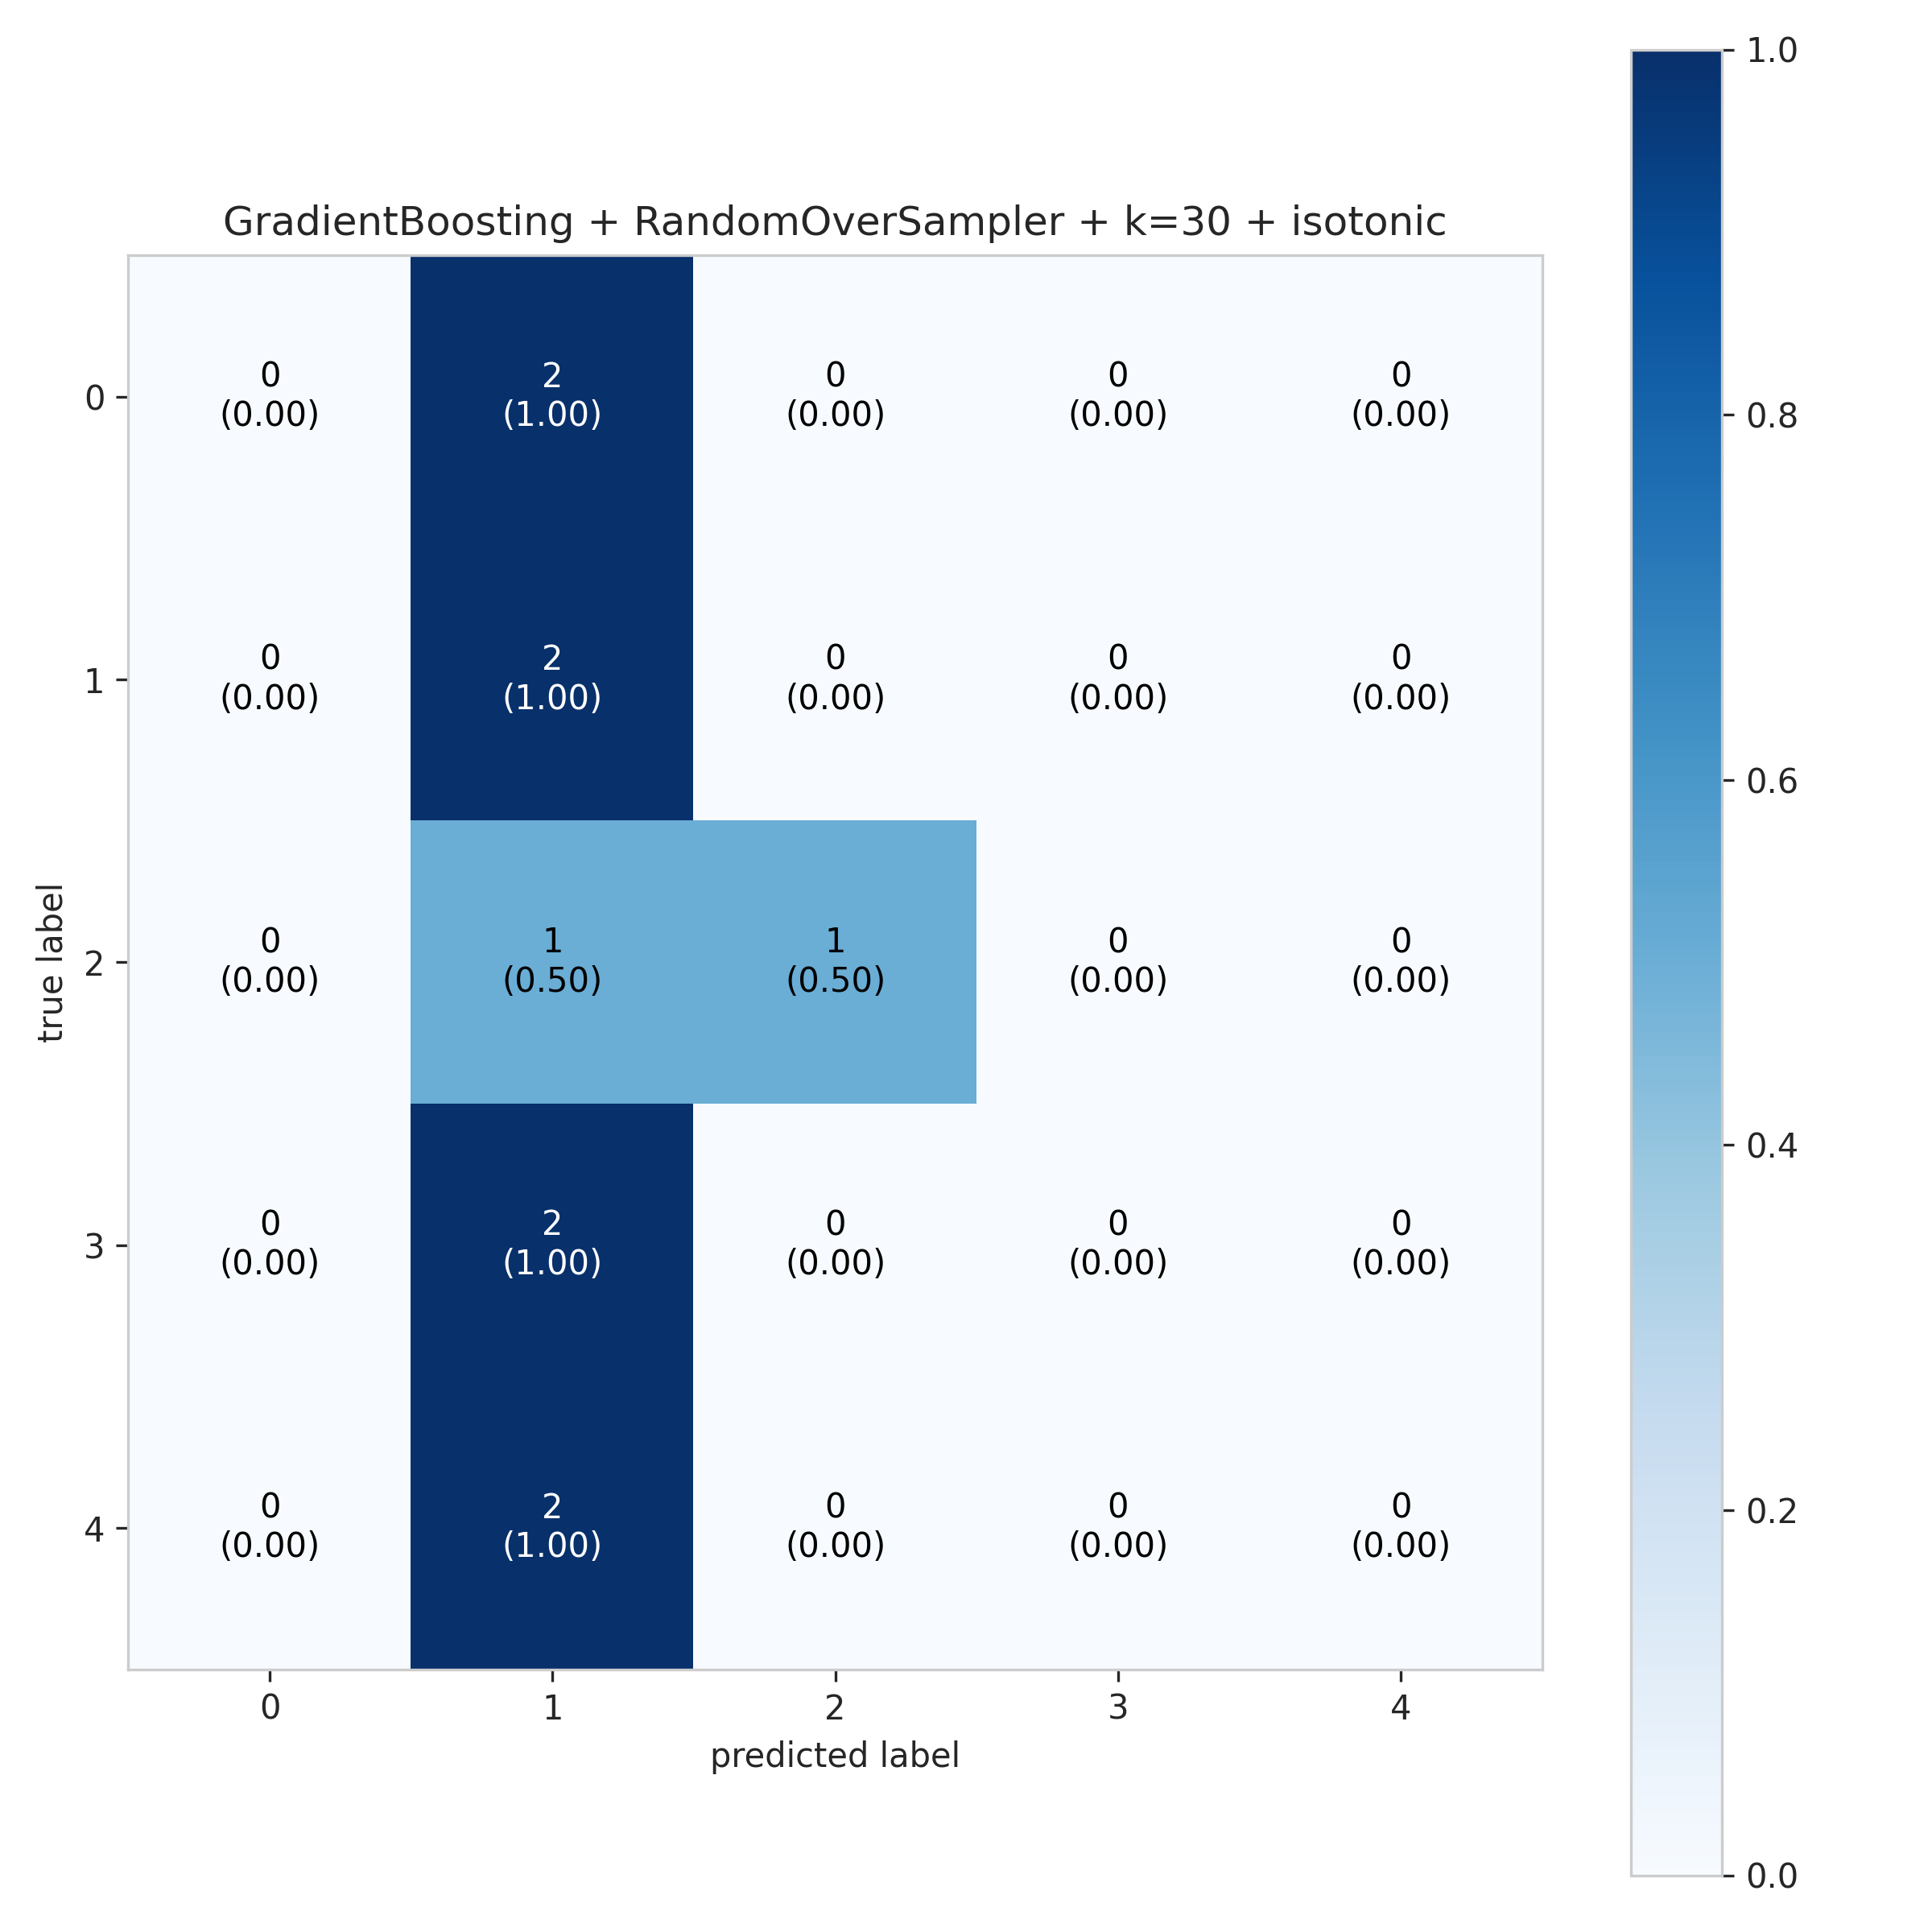 GradientBoosting + RandomOverSampler + k=30 + isotonic
1.0
0.8
0.6
0.4
0.2
0.0
true label
0
0 2 0 0 0
(0.00) (1.00) (0.00) (0.00) (0.00)
1
0 2 0 0 0
(0.00) (1.00) (0.00) (0.00) (0.00)
2
0 1 1 0 0
(0.00) (0.50) (0.50) (0.00) (0.00)
3
0 2 0 0 0
(0.00) (1.00) (0.00) (0.00) (0.00)
4
0 2 0 0 0
(0.00) (1.00) (0.00) (0.00) (0.00)
0 1 2 3 4
predicted label